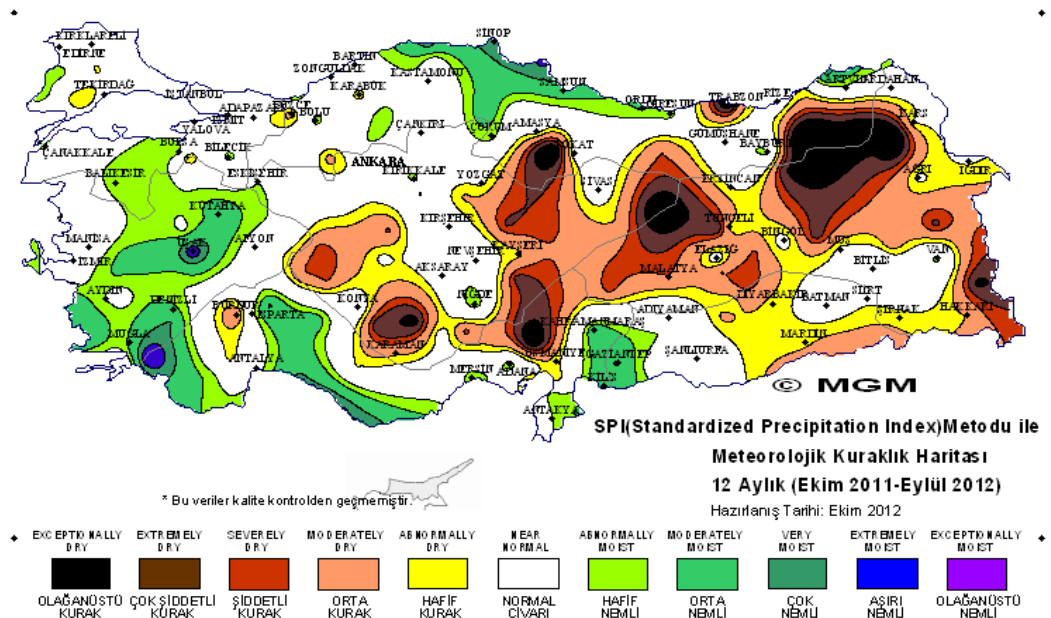 SİNOP
KIRKLARELİ
EDİRNE
BARTIN
ZONGULDAK
KASTAMONU
KARABÜK
SAMSUN
ARTVİN
ARDAHAN
TEKİRDAĞ
İSTANBUL
ORDU
GİRESUN
TRABZON
RİZE
KARS
ADAPAZARI
DÜZCE
İZMİT
BOLU
YALOVA
ÇANKIRI
ÇORUM
AMASYA
GÜMÜŞHANE
BAYBURT
ÇANAKKALE
BURSA
BİLECİK
ANKARA
TOKAT
BALIKESİR
ESKİŞEHİR
KIRIKKALE
YOZGAT
SİVAS
ERZİNCAN
AĞRI
IĞDIR
KÜTAHYA
KIRŞEHİR
TUNCELİ
MANİSA
UŞAK
AFYON
NEVŞEHİR
KAYSERİ
ELAZIĞ
BİNGÖL
MUŞ
VAN
İZMİR
AKSARAY
MALATYA
BİTLİS
AYDIN
DENİZLİ
BURDUR
ISPARTA
KONYA
NİĞDE
KAHRAMANMARAŞ
ADIYAMAN
DİYARBAKIR
BATMAN
SİİRT
ŞIRNAK
HAKKARİ
MUĞLA
ANTALYA
KARAMAN
MERSİN
ADANA
OSMANİYE
GAZİANTEP
KİLİS
ŞANLIURFA
MARDİN
ANTAKYA
© MGM
SPI(Standardized Precipitation Index)Metodu ile
Meteorolojik Kuraklık Haritası
12 Aylık (Ekim 2011-Eylül 2012)
Hazırlanış Tarihi: Ekim 2012
* Bu veriler kalite kontrolden geçmemiştir.
EXCEPTIONALLY DRY
EXTREMELY DRY
SEVERELY DRY
MODERATELY DRY
ABNORMALLY DRY
NEAR NORMAL
ABNORMALLY MOIST
MODERATELY MOIST
VERY MOIST
EXTREMELY MOIST
EXCEPTIONALLY MOIST
OLAĞANÜSTÜ KURAK
ÇOK ŞİDDETLİ KURAK
ŞİDDETLİ KURAK
ORTA KURAK
HAFİF KURAK
NORMAL CİVARI
HAFİF NEMLİ
ORTA NEMLİ
ÇOK NEMLİ
AŞIRI NEMLİ
OLAĞANÜSTÜ NEMLİ